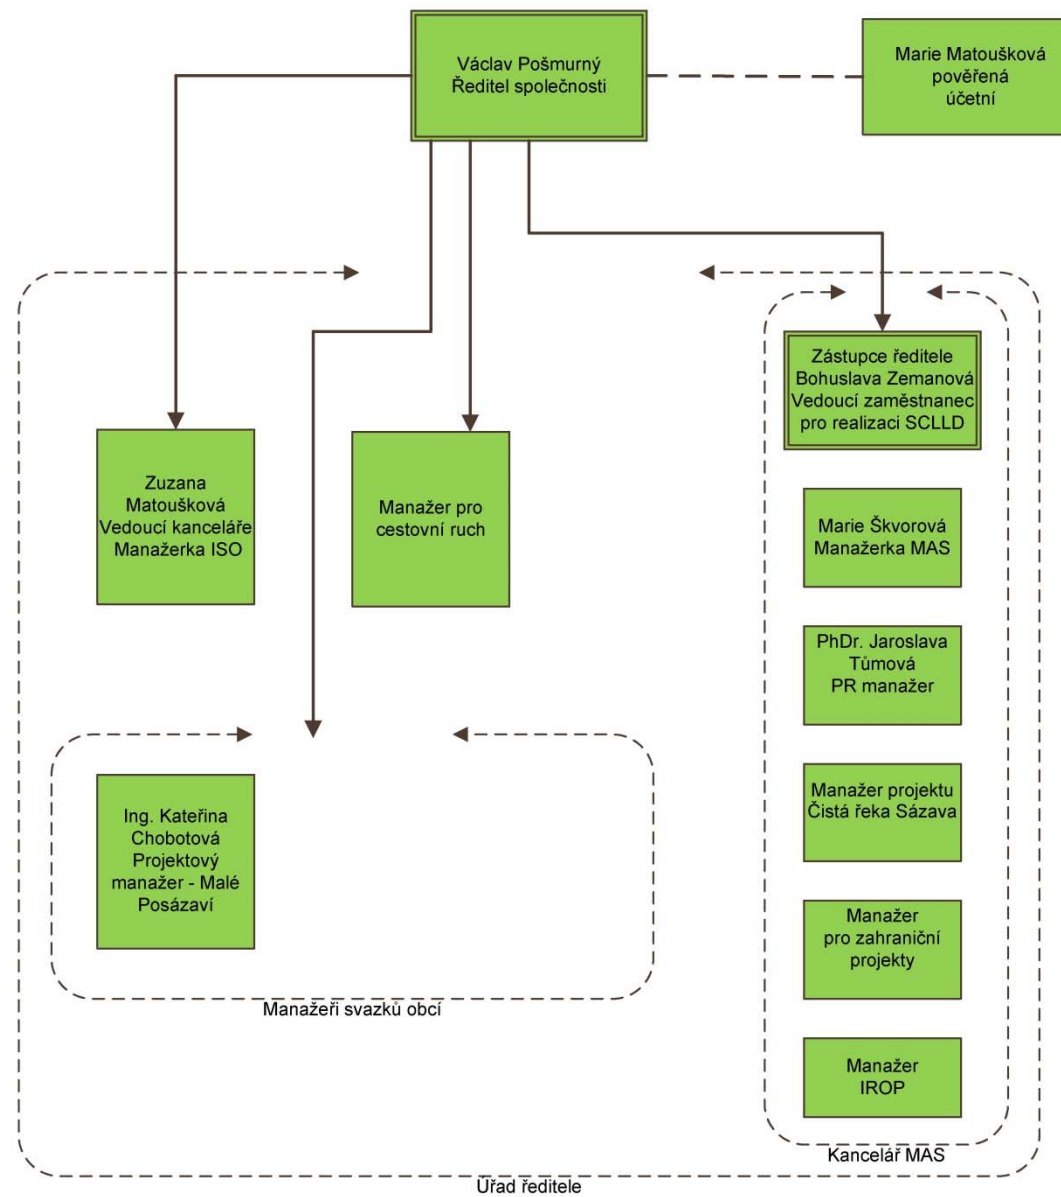 Václav Pošmurný
Ředitel společnosti
Marie Matoušková
pověřená
účetní
Zástupce ředitele
Bohuslava Zemanová
Vedoucí zaměstnanec
pro realizaci SCLLD
Zuzana
Matoušková
Vedoucí kanceláře
Manažerka ISO
Manažer pro
cestovní ruch
Marie Škvorová
Manažerka MAS
PhDr. Jaroslava
Tůmová
PR manažer
Manažer projektu
Čistá řeka Sázava
Ing. Kateřina
Chobotová
Projektový
manažer - Malé
Posázaví
Manažer
pro zahraniční
projekty
Manažeři svazků obcí
Manažer
IROP
Kancelář MAS
Úřad ředitele